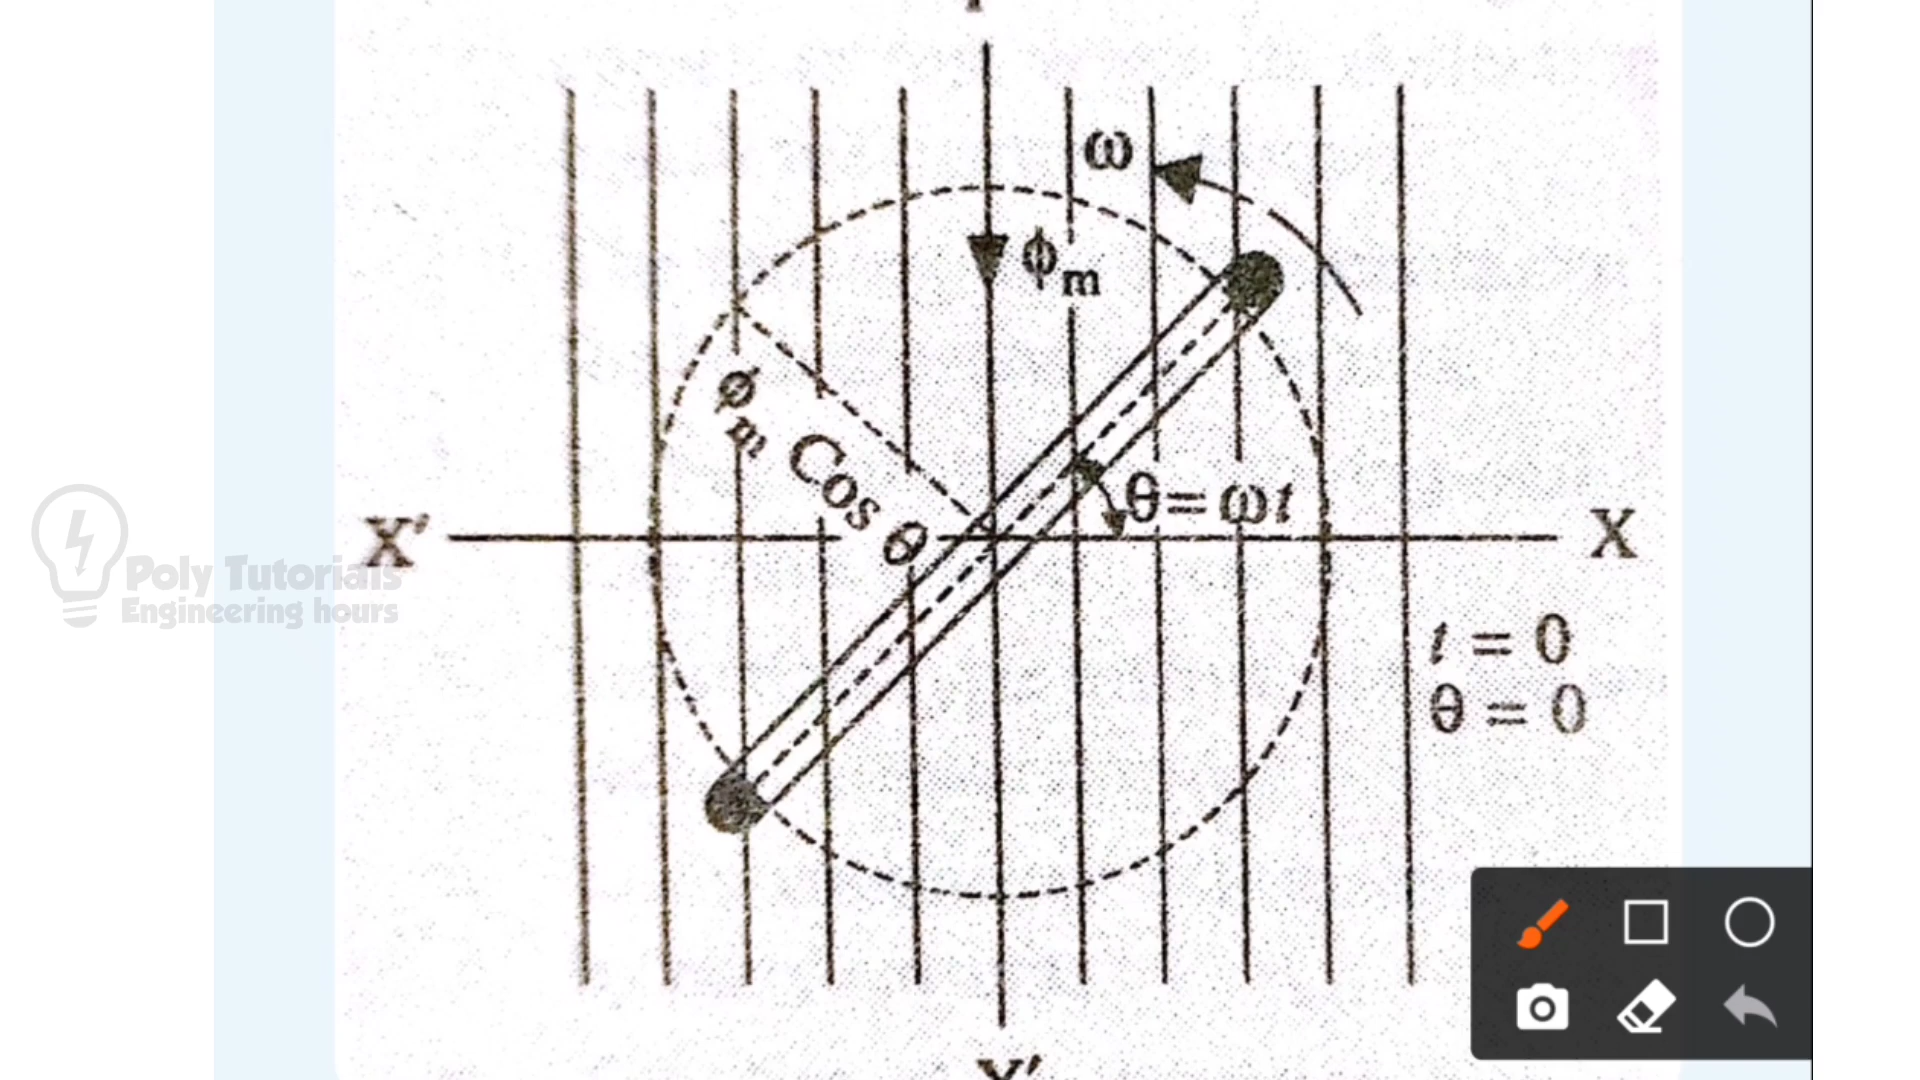 ω
ϕm
ϕm Cos θ
θ = ωt
X'
X
t = 0
θ = 0
Y'
Poly Tutorials
Engineering hours